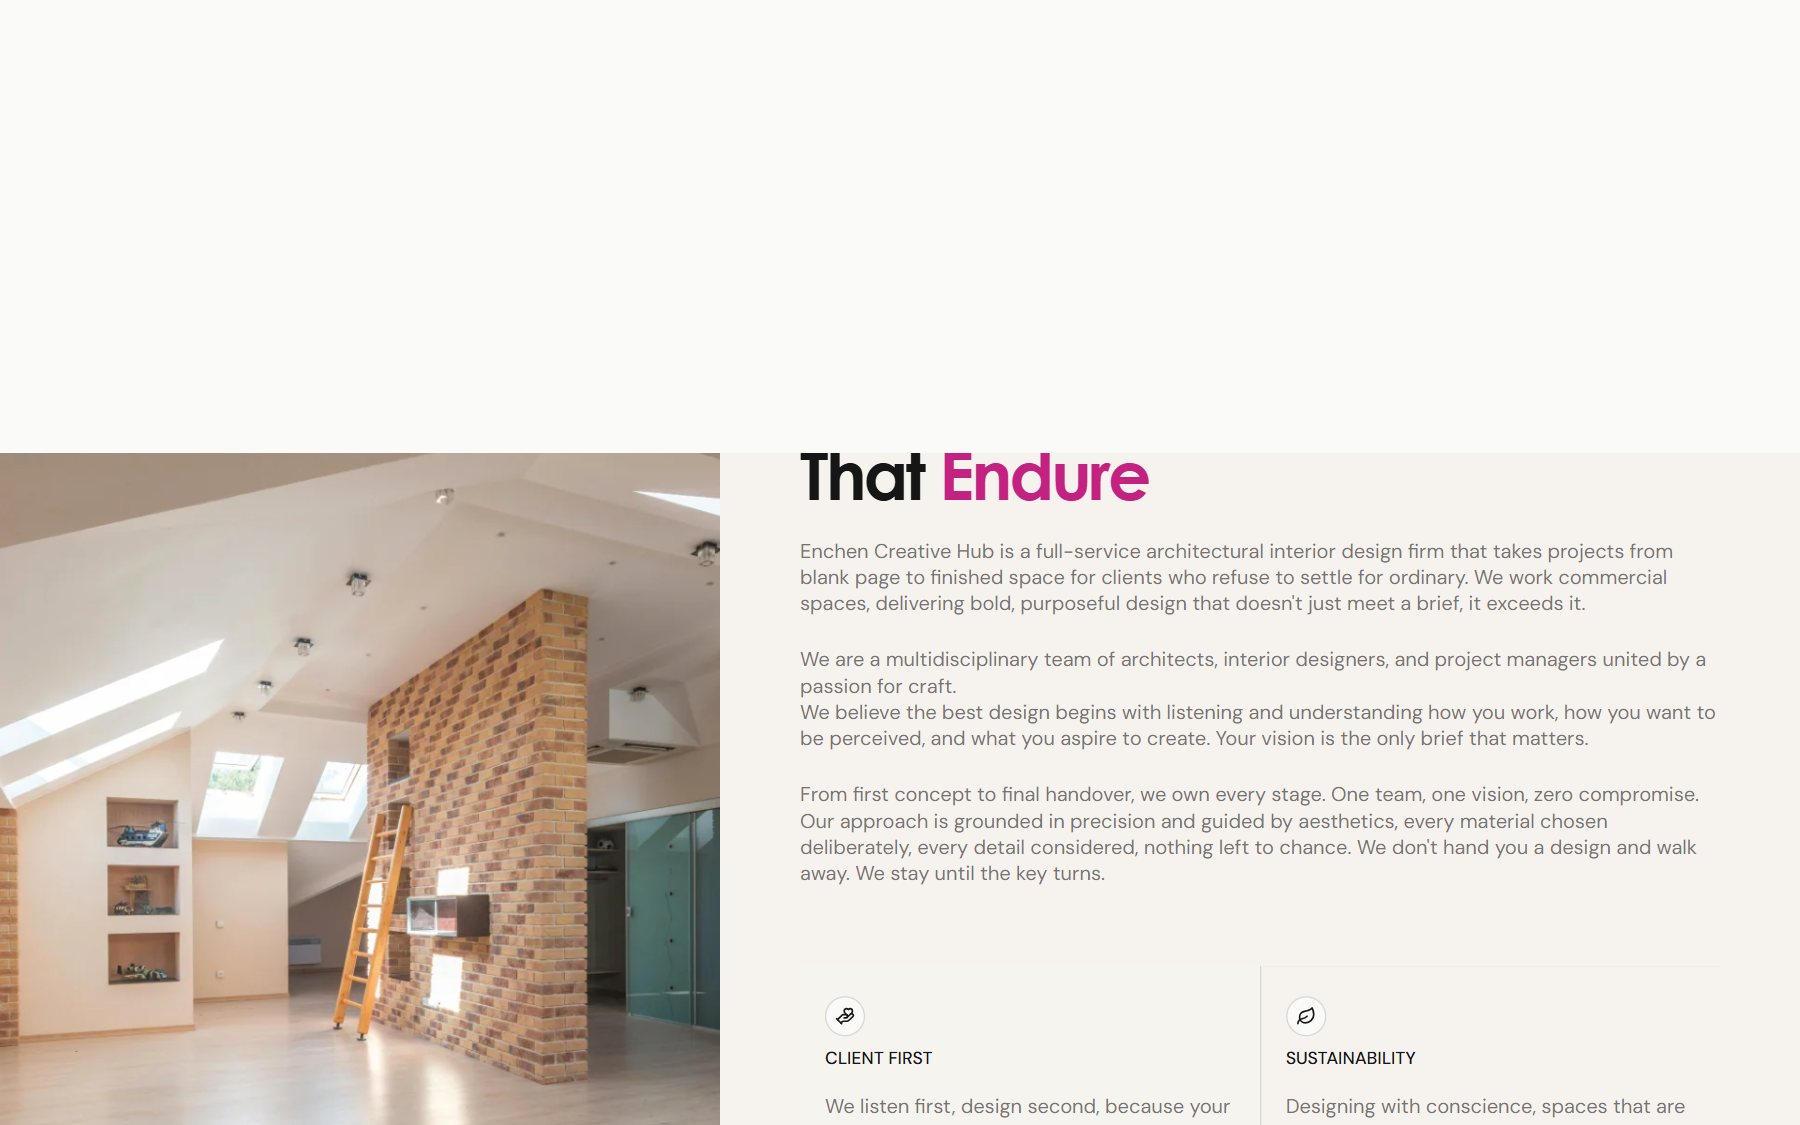 That Endure
Enchen Creative Hub is a full-service architectural interior design firm that takes projects from
blank page to finished space for clients who refuse to settle for ordinary. We work commercial
spaces, delivering bold, purposeful design that doesn't just meet a brief, it exceeds it.
We are a multidisciplinary team of architects, interior designers, and project managers united by a
passion for craft.
We believe the best design begins with listening and understanding how you work, how you want to
be perceived, and what you aspire to create. Your vision is the only brief that matters.
From first concept to final handover, we own every stage. One team, one vision, zero compromise.
Our approach is grounded in precision and guided by aesthetics, every material chosen
deliberately, every detail considered, nothing left to chance. We don't hand you a design and walk
away. We stay until the key turns.
CLIENT FIRST
We listen first, design second, because your
SUSTAINABILITY
Designing with conscience, spaces that are